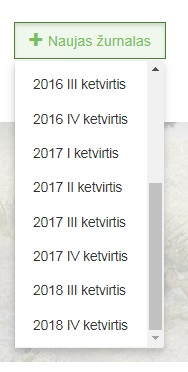 Naujas žurnalas
2016 III ketvirtis
2016 IV ketvirtis
2017 I ketvirtis
2017 II ketvirtis
2017 III ketvirtis
2017 IV ketvirtis
2018 III ketvirtis
2018 IV ketvirtis